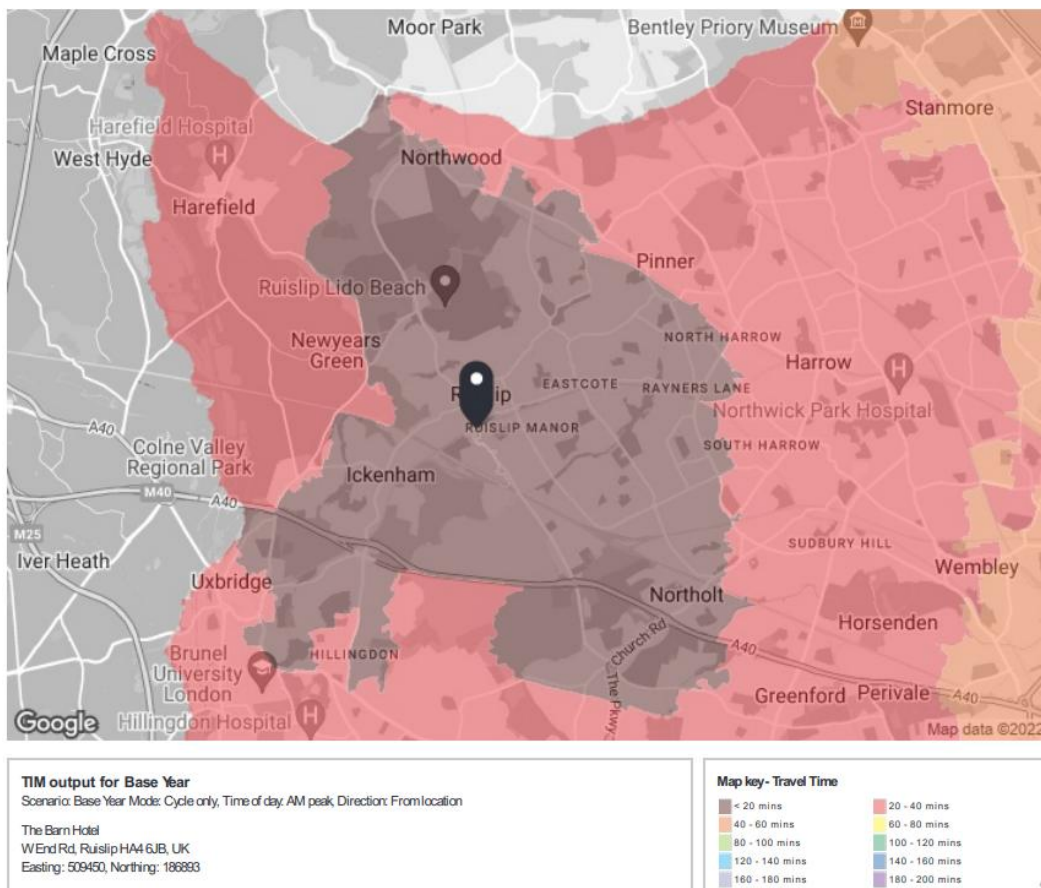 Moor Park
Bentley Priory Museum
Maple Cross
Stanmore
Harefield Hospital
H
West Hyde
Northwood
Harefield
Pinner
Ruislip Lido Beach
Newyears
Green
NORTH HARROW
Harrow
H
EASTCOTE
RAYNERS LANE
Northwick Park Hospital
RUISLIP MANOR
A40
Colne Valley
Regional Park
SOUTH HARROW
Ickenham
M40
A40
M25
SUDBURY HILL
Iver Heath
Wembley
Uxbridge
Northolt
Horsenden
Church Rd
A40
HILLINGDON
Brunel
University
London
The Pkwy
Greenford
Perivale
A40
Hillingdon Hospital
H
Google
Map data ©2022
TIM output for Base Year
Scenario: Base Year Mode: Cycle only, Time of day: AM peak, Direction: From location
The Barn Hotel
W End Rd, Ruislip HA4 6JB, UK
Easting: 509450, Northing: 186893
Map key - Travel Time
< 20 mins
20 - 40 mins
40 - 60 mins
60 - 80 mins
80 - 100 mins
100 - 120 mins
120 - 140 mins
140 - 160 mins
160 - 180 mins
180 - 200 mins